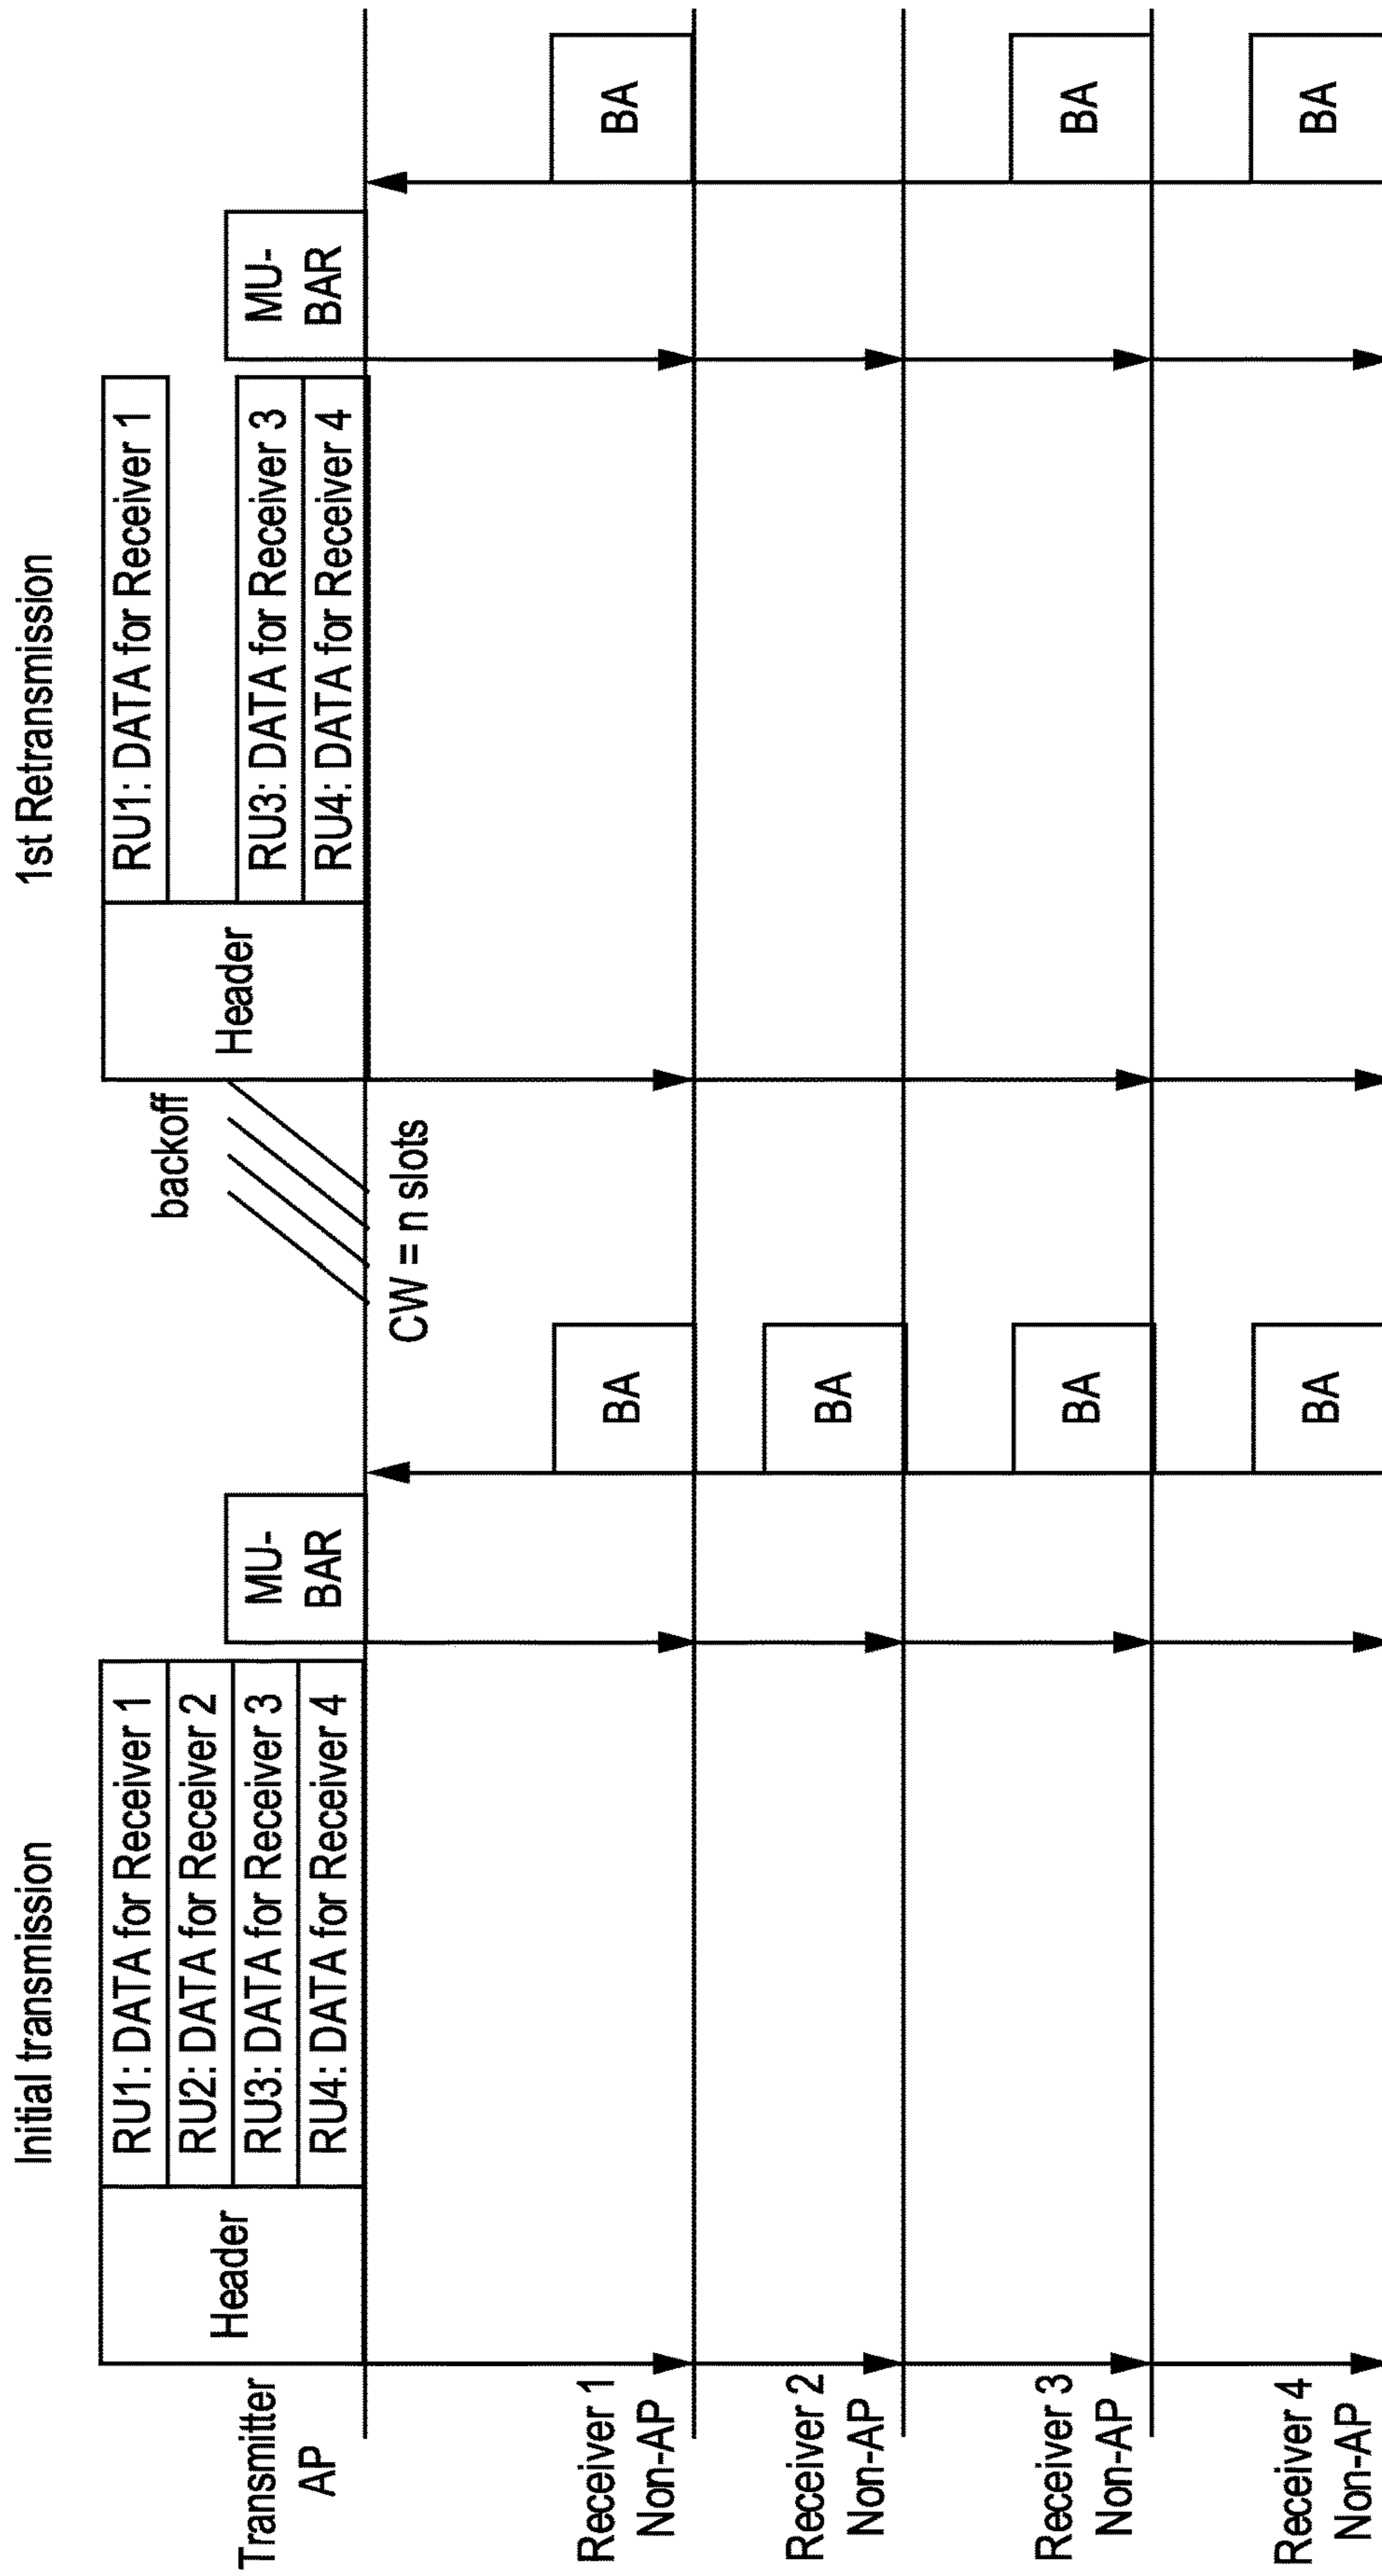 Initial transmission
1st Retransmission
Header
RU1: DATA for Receiver 1
RU2: DATA for Receiver 2
RU3: DATA for Receiver 3
RU4: DATA for Receiver 4
MU-
BAR
backoff
Header
RU1: DATA for Receiver 1
RU3: DATA for Receiver 3
RU4: DATA for Receiver 4
MU-
BAR
Transmitter
AP
CW = n slots
Receiver 1
Non-AP
BA
BA
Receiver 2
Non-AP
BA
Receiver 3
Non-AP
BA
BA
Receiver 4
Non-AP
BA
BA